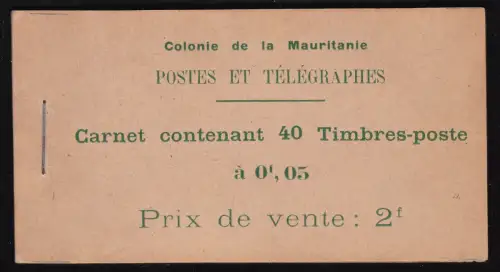 Colonie de la Mauritanie
POSTES ET TÉLÉGRAPHES
Carnet contenant 40 Timbres-poste
à 0ᶠ,05
Prix de vente : 2ᶠ